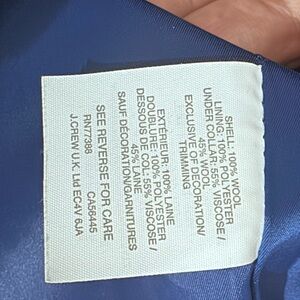 SHELL: 100% WOOL
LINING: 100% POLYESTER
UNDER COLLAR: 55% VISCOSE /
45% WOOL
EXCLUSIVE OF DECORATION/
TRIMMING
EXTÉRIEUR: 100% LAINE
DOUBLURE: 100% POLYESTER
DESSOUS DE COL: 55% VISCOSE /
45% LAINE
SAUF DÉCORATION/GARNITURES
SEE REVERSE FOR CARE
RN77388 CA56445
J.CREW U.K. Ltd EC4V 6JA